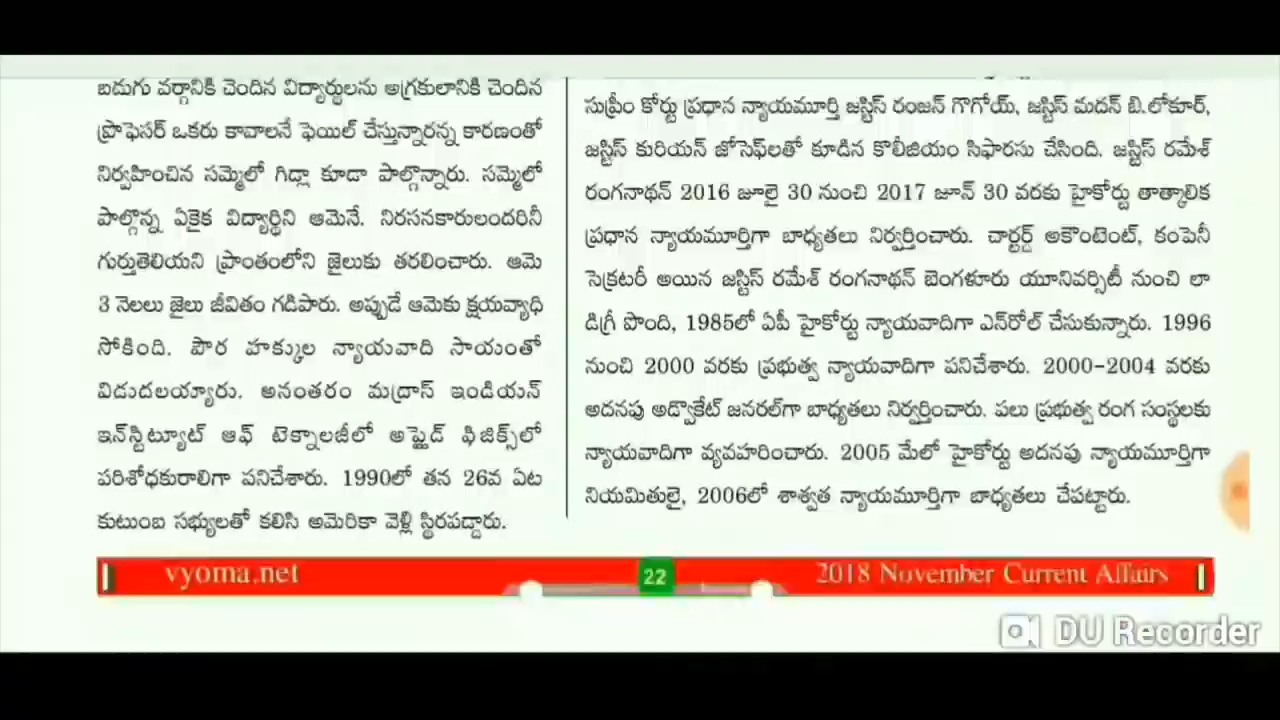 బడుగు వర్గానికి చెందిన విద్యార్థులను అగ్రకులానికి చెందిన
ప్రొఫెసర్ ఒకరు కావాలనే ఫెయిల్ చేస్తున్నారన్న కారణంతో
నిర్వహించిన సమ్మెలో గిడ్లా కూడా పాల్గొన్నారు. సమ్మెలో
పాల్గొన్న ఏకైక విద్యార్థిని ఆమెనే. నిరసనకారులందరినీ
గుర్తుతెలియని ప్రాంతంలోని జైలుకు తరలించారు. ఆమె
3 నెలలు జైలు జీవితం గడిపారు. అప్పుడే ఆమెకు క్షయవ్యాధి
సోకింది. పౌర హక్కుల న్యాయవాది సాయంతో
విడుదలయ్యారు. అనంతరం మద్రాస్ ఇండియన్
ఇన్‌స్టిట్యూట్ ఆఫ్ టెక్నాలజీలో అప్లైడ్ ఫిజిక్స్‌లో
పరిశోధకురాలిగా పనిచేశారు. 1990లో తన 26వ ఏట
కుటుంబ సభ్యులతో కలిసి అమెరికా వెళ్లి స్థిరపడ్డారు.
సుప్రీం కోర్టు ప్రధాన న్యాయమూర్తి జస్టిస్ రంజన్ గొగోయ్, జస్టిస్ మదన్ బి.లోకూర్,
జస్టిస్ కురియన్ జోసెఫ్‌లతో కూడిన కొలీజియం సిఫారసు చేసింది. జస్టిస్ రమేశ్
రంగనాథన్ 2016 జూలై 30 నుంచి 2017 జూన్ 30 వరకు హైకోర్టు తాత్కాలిక
ప్రధాన న్యాయమూర్తిగా బాధ్యతలు నిర్వర్తించారు. చార్టర్డ్ అకౌంటెంట్, కంపెనీ
సెక్రటరీ అయిన జస్టిస్ రమేశ్ రంగనాథన్ బెంగళూరు యూనివర్సిటీ నుంచి లా
డిగ్రీ పొంది, 1985లో ఏపీ హైకోర్టు న్యాయవాదిగా ఎన్‌రోల్ చేసుకున్నారు. 1996
నుంచి 2000 వరకు ప్రభుత్వ న్యాయవాదిగా పనిచేశారు. 2000-2004 వరకు
అదనపు అడ్వొకేట్ జనరల్‌గా బాధ్యతలు నిర్వర్తించారు. పలు ప్రభుత్వ రంగ సంస్థలకు
న్యాయవాదిగా వ్యవహరించారు. 2005 మేలో హైకోర్టు అదనపు న్యాయమూర్తిగా
నియమితులై, 2006లో శాశ్వత న్యాయమూర్తిగా బాధ్యతలు చేపట్టారు.
vyoma.net
22
2018 November Current Affairs
DU Recorder